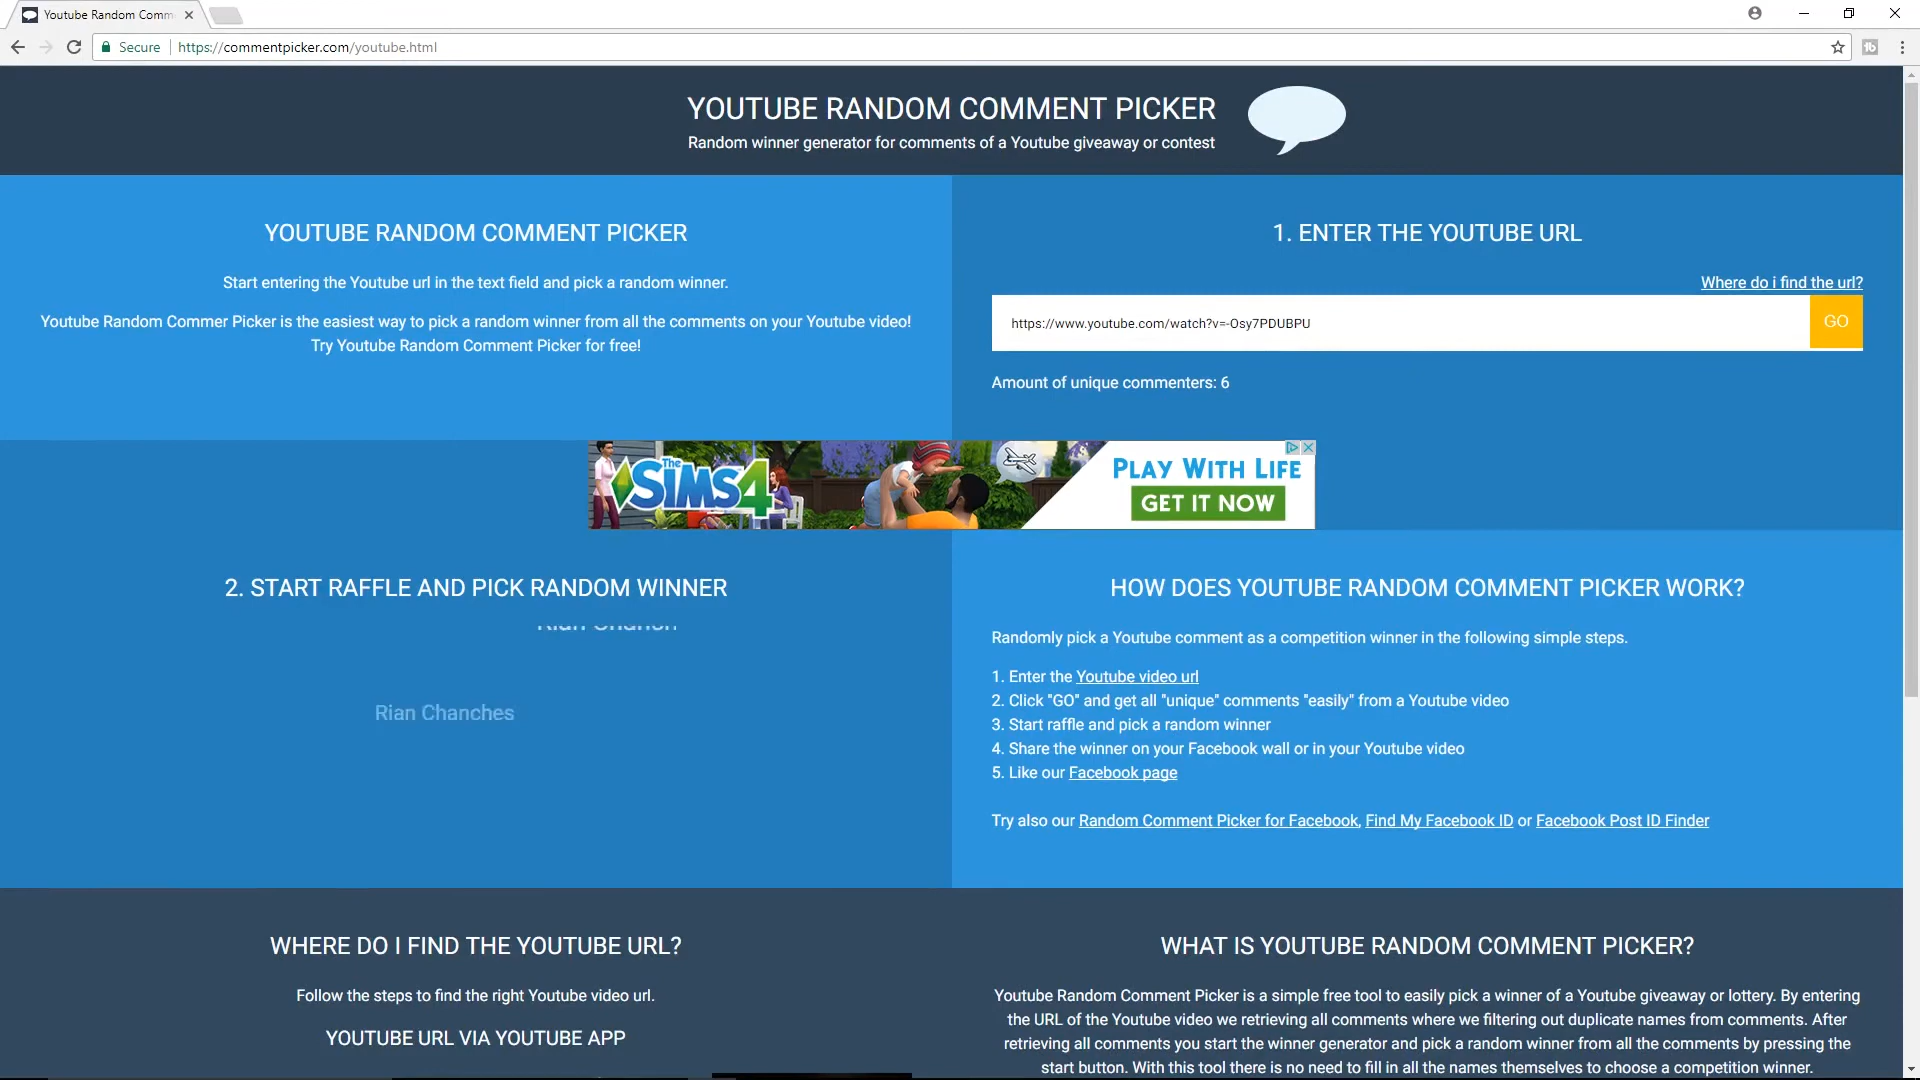 Youtube Random Comm
Secure
https://commentpicker.com/youtube.html
YOUTUBE RANDOM COMMENT PICKER
Random winner generator for comments of a Youtube giveaway or contest
YOUTUBE RANDOM COMMENT PICKER
Start entering the Youtube url in the text field and pick a random winner.
Youtube Random Commer Picker is the easiest way to pick a random winner from all the comments on your Youtube video!
Try Youtube Random Comment Picker for free!
1. ENTER THE YOUTUBE URL
Where do i find the url?
https://www.youtube.com/watch?v=-Osy7PDUBPU
GO
Amount of unique commenters: 6
The SiMS 4
PLAY WITH LIFE
GET IT NOW
2. START RAFFLE AND PICK RANDOM WINNER
Rian Chanches
HOW DOES YOUTUBE RANDOM COMMENT PICKER WORK?
Randomly pick a Youtube comment as a competition winner in the following simple steps.
1. Enter the Youtube video url
2. Click "GO" and get all "unique" comments "easily" from a Youtube video
3. Start raffle and pick a random winner
4. Share the winner on your Facebook wall or in your Youtube video
5. Like our Facebook page
Try also our Random Comment Picker for Facebook, Find My Facebook ID or Facebook Post ID Finder
WHERE DO I FIND THE YOUTUBE URL?
Follow the steps to find the right Youtube video url.
YOUTUBE URL VIA YOUTUBE APP
WHAT IS YOUTUBE RANDOM COMMENT PICKER?
Youtube Random Comment Picker is a simple free tool to easily pick a winner of a Youtube giveaway or lottery. By entering
the URL of the Youtube video we retrieving all comments where we filtering out duplicate names from comments. After
retrieving all comments you start the winner generator and pick a random winner from all the comments by pressing the
start button. With this tool there is no need to fill in all the names themselves to choose a competition winner.